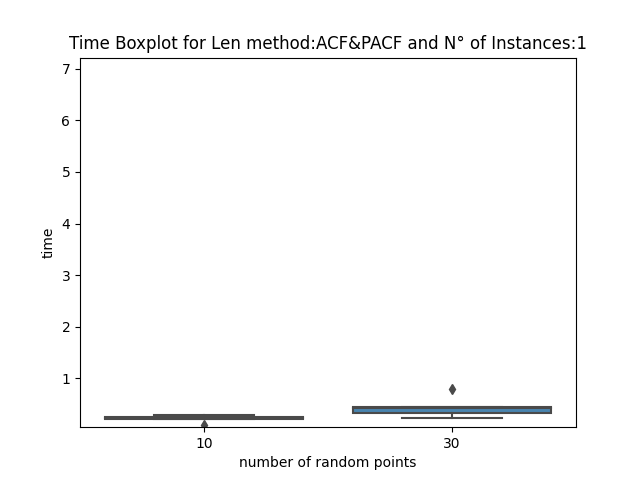 Time Boxplot for Len method:ACF&PACF and N° of Instances:1
7
6
5
4
3
2
1
time
10 30
number of random points